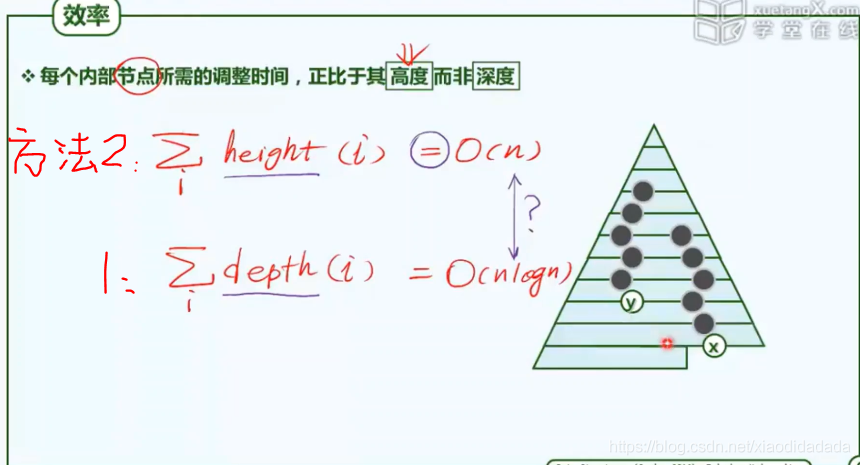 效率
xuetangX.com
学堂在线
❖ 每个内部节点所需的调整时间，正比于其高度而非深度
方法2: ∑ height(i) = O(n)
i
?
1: ∑ depth(i) = O(nlogn)
i
y
x
https://blog.csdn.net/xiaodidadada